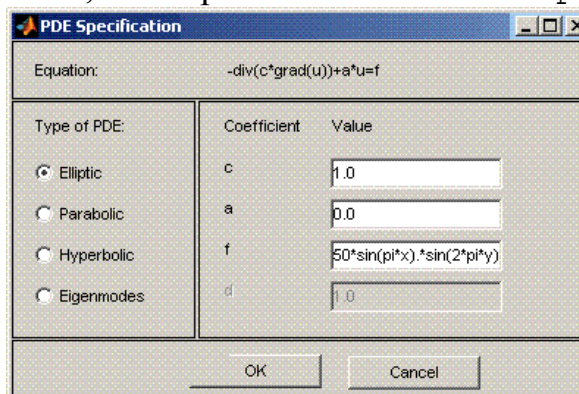 PDE Specification
Equation: -div(c*grad(u))+a*u=f
Type of PDE: Coefficient Value
Elliptic c 1.0
Parabolic a 0.0
Hyperbolic f 50*sin(pi*x).*sin(2*pi*y)
Eigenmodes d 1.0
OK Cancel